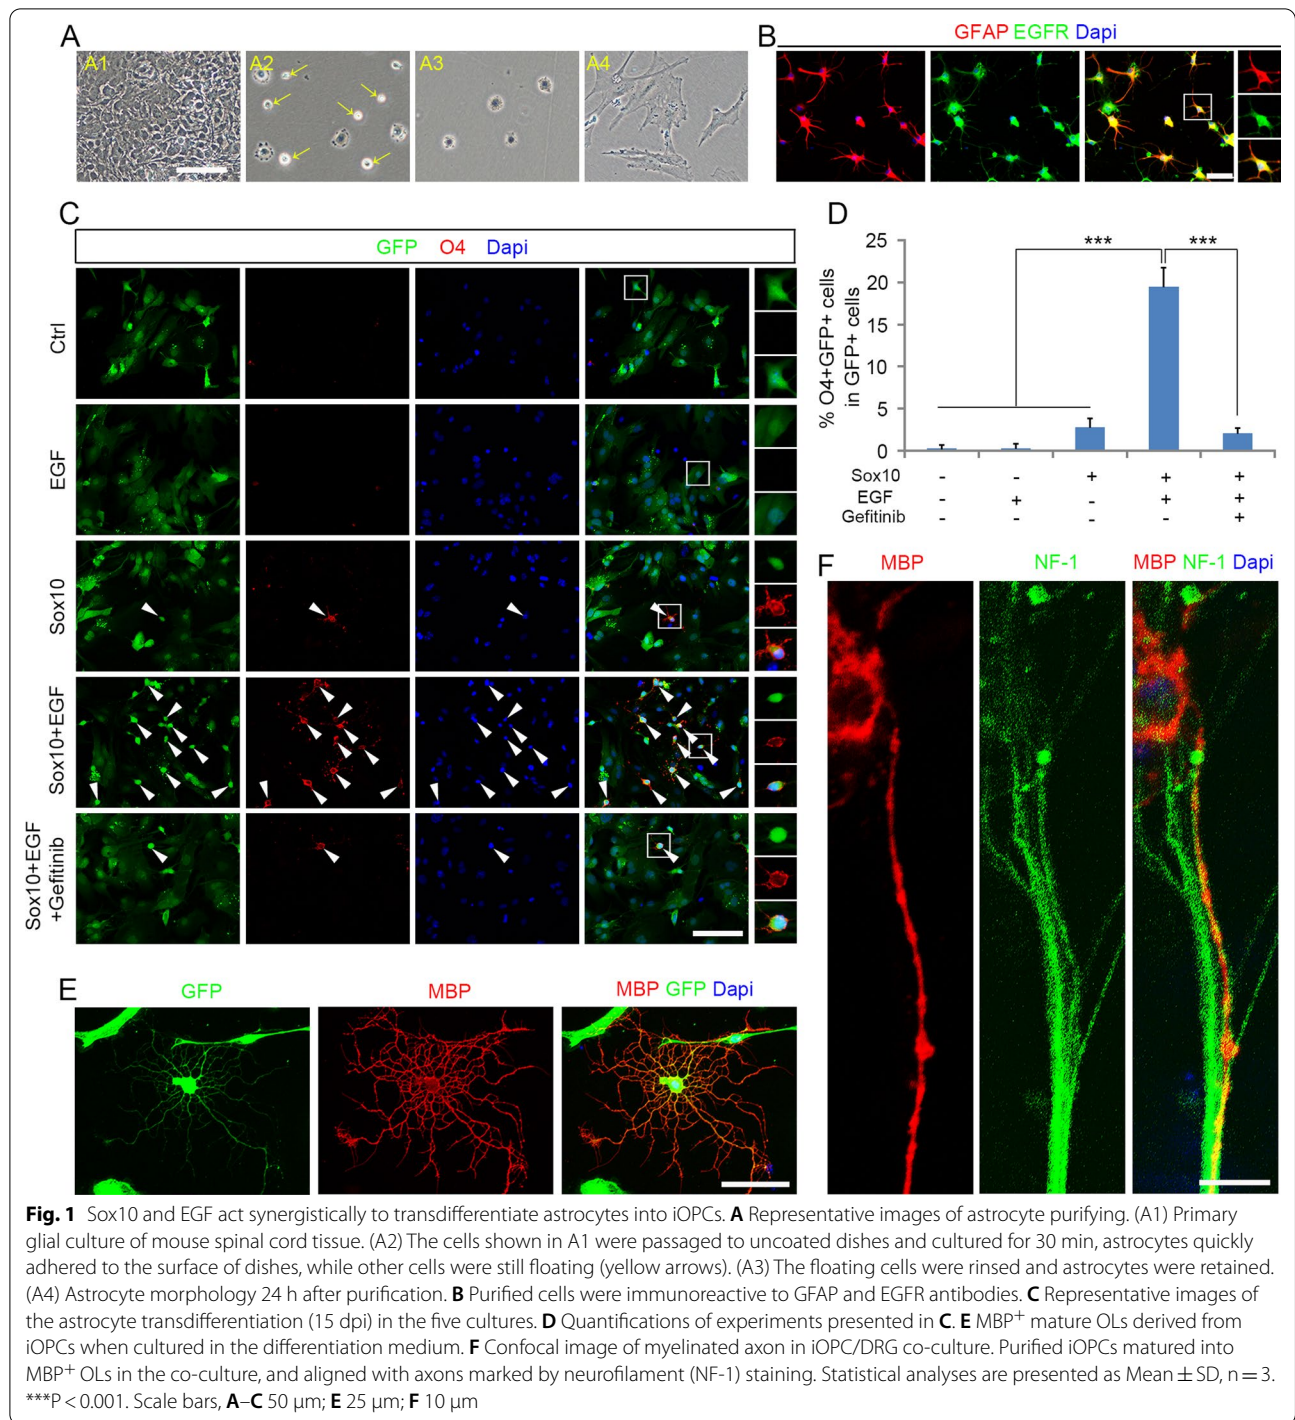 A
A1
A2
A3
A4
B
GFAP EGFR Dapi
C
GFP O4 Dapi
Ctrl
EGF
Sox10
Sox10+EGF
Sox10+EGF
+Gefitinib
D
% O4+GFP+ cells
in GFP+ cells
25
20
15
10
5
0
*** ***
Sox10 - - + + +
EGF - + - + +
Gefitinib - - - - +
E
GFP
MBP
MBP GFP Dapi
F
MBP
NF-1
MBP NF-1 Dapi
Fig. 1 Sox10 and EGF act synergistically to transdifferentiate astrocytes into iOPCs. A Representative images of astrocyte purifying. (A1) Primary
glial culture of mouse spinal cord tissue. (A2) The cells shown in A1 were passaged to uncoated dishes and cultured for 30 min, astrocytes quickly
adhered to the surface of dishes, while other cells were still floating (yellow arrows). (A3) The floating cells were rinsed and astrocytes were retained.
(A4) Astrocyte morphology 24 h after purification. B Purified cells were immunoreactive to GFAP and EGFR antibodies. C Representative images of
the astrocyte transdifferentiation (15 dpi) in the five cultures. D Quantifications of experiments presented in C. E MBP⁺ mature OLs derived from
iOPCs when cultured in the differentiation medium. F Confocal image of myelinated axon in iOPC/DRG co-culture. Purified iOPCs matured into
MBP⁺ OLs in the co-culture, and aligned with axons marked by neurofilament (NF-1) staining. Statistical analyses are presented as Mean ± SD, n = 3.
***P < 0.001. Scale bars, A–C 50 μm; E 25 μm; F 10 μm